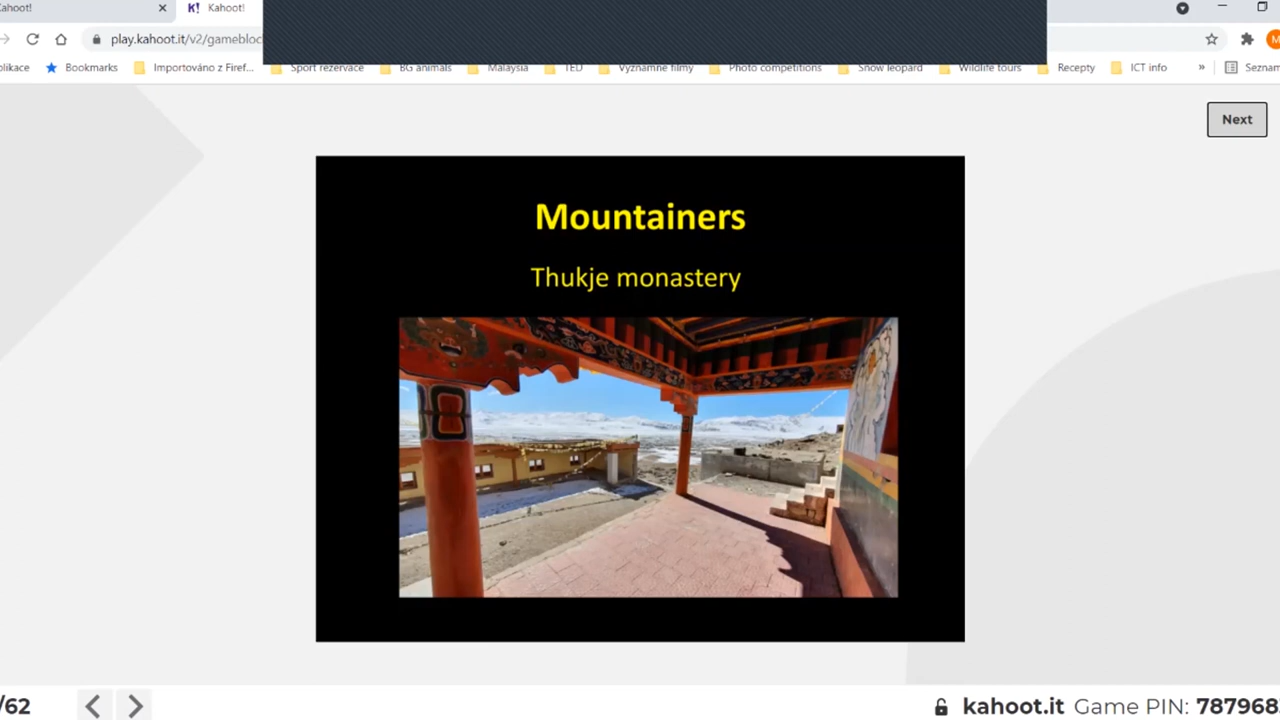 Kahoot!
K! Kahoot!
play.kahoot.it/v2/gamebloc
M
likace Bookmarks Importováno z Firef... Sport rezervace BG animals Malaysia TED Významné filmy Photo competitions Snow leopard Wildlife tours Recepty ICT info » Seznam
Next
Mountainers
Thukje monastery
/62
kahoot.it Game PIN: 787968